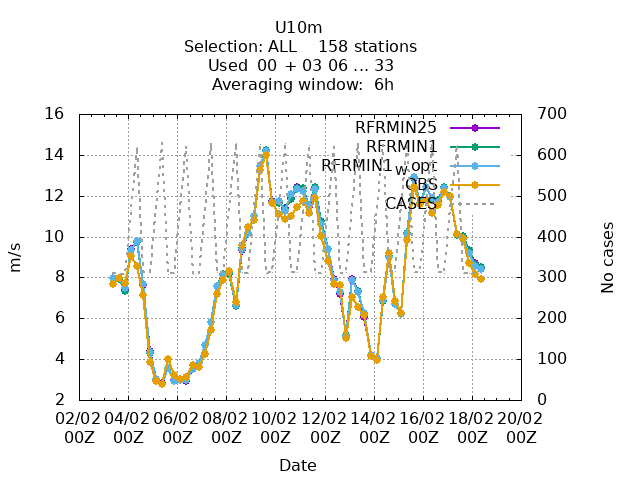 U10m
Selection: ALL    158 stations
Used  00 + 03 06 ... 33
Averaging window:  6h
RFRMIN25
RFRMIN1
RFRMIN1w opt
OBS
CASES
m/s
16
14
12
10
8
6
4
2
No cases
700
600
500
400
300
200
100
0
02/02 04/02 06/02 08/02 10/02 12/02 14/02 16/02 18/02 20/02
00Z 00Z 00Z 00Z 00Z 00Z 00Z 00Z 00Z 00Z
Date